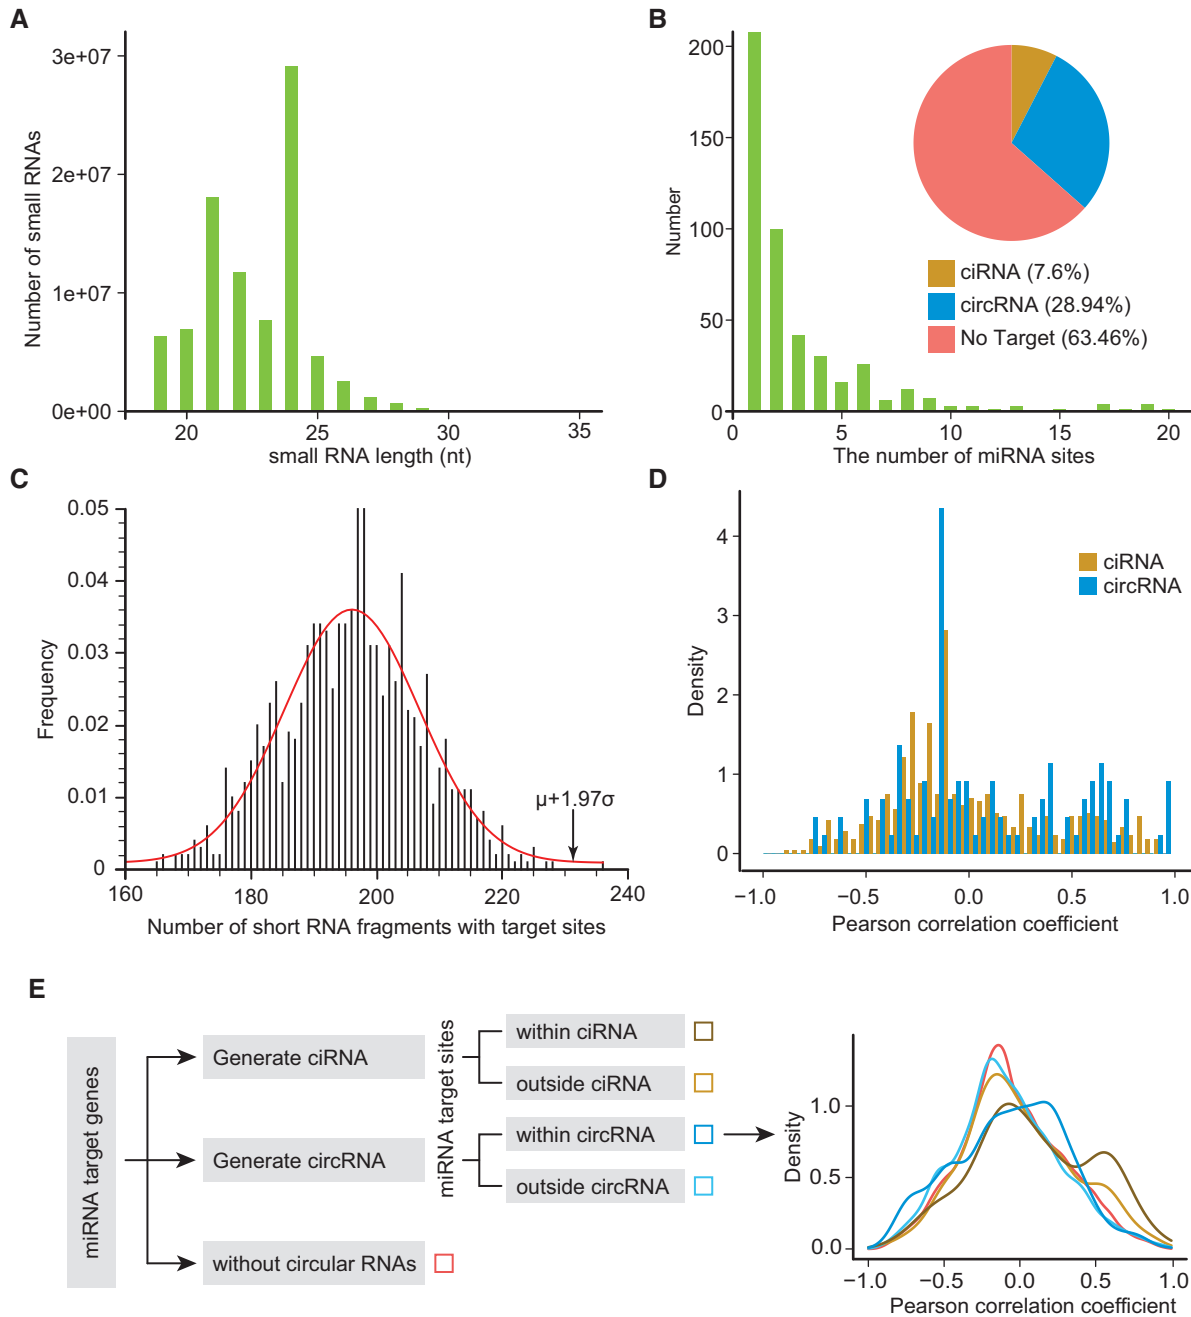 A
3e+07
2e+07
1e+07
0e+00
Number of small RNAs
20
25
30
35
small RNA length (nt)
B
200
150
100
50
0
Number
0
5
10
15
20
The number of miRNA sites
ciRNA (7.6%)
circRNA (28.94%)
No Target (63.46%)
C
0.05
0.04
0.03
0.02
0.01
0
Frequency
μ+1.97σ
160
180
200
220
240
Number of short RNA fragments with target sites
D
4
3
2
1
0
Density
ciRNA
circRNA
−1.0
−0.5
0.0
0.5
1.0
Pearson correlation coefficient
E
miRNA target genes
Generate ciRNA
Generate circRNA
without circular RNAs
miRNA target sites
within ciRNA
outside ciRNA
within circRNA
outside circRNA
1.0
0.5
0.0
Density
−1.0
−0.5
0.0
0.5
1.0
Pearson correlation coefficient